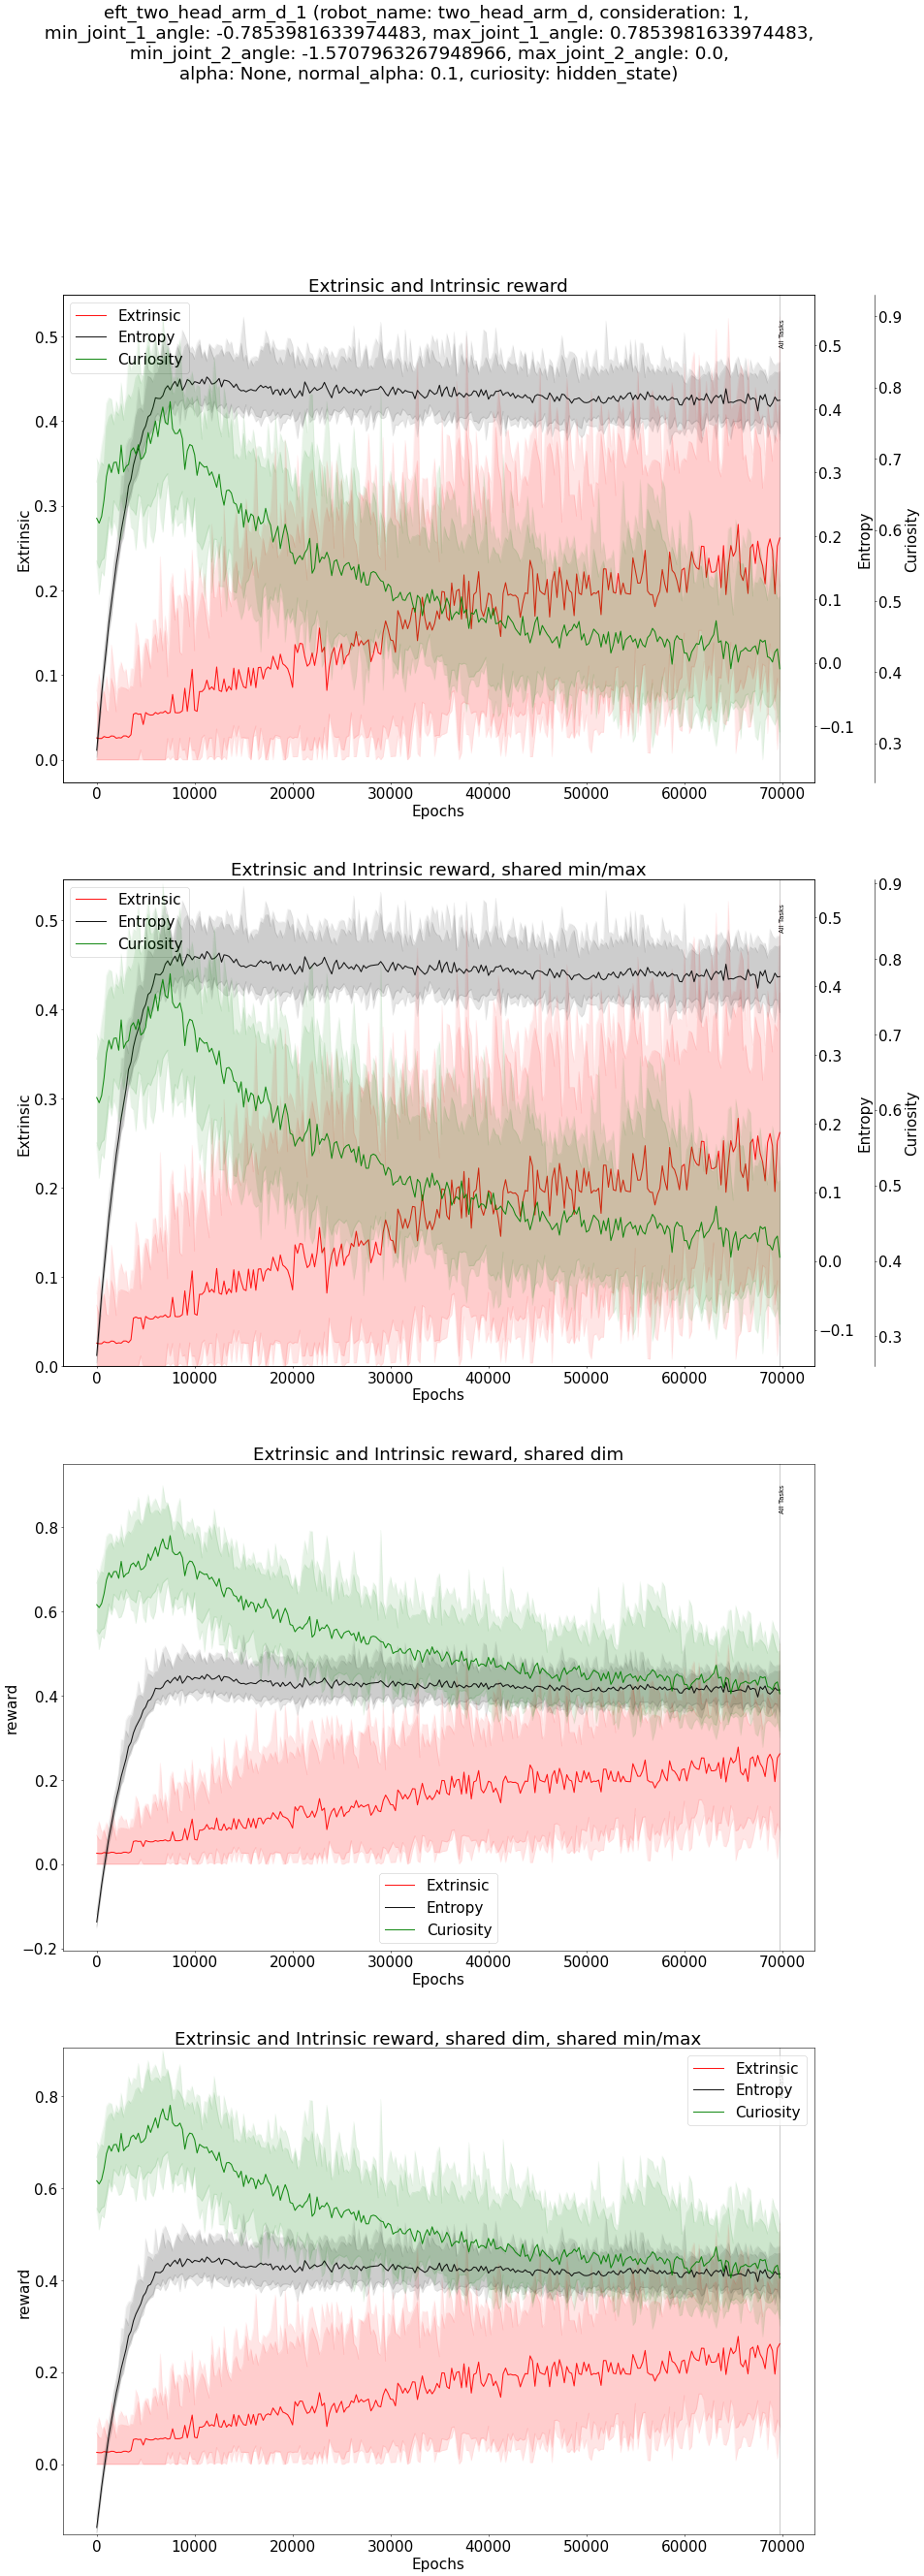 eft_two_head_arm_d_1 (robot_name: two_head_arm_d, consideration: 1,
min_joint_1_angle: -0.7853981633974483, max_joint_1_angle: 0.7853981633974483,
min_joint_2_angle: -1.5707963267948966, max_joint_2_angle: 0.0,
alpha: None, normal_alpha: 0.1, curiosity: hidden_state)
Extrinsic and Intrinsic reward
Extrinsic
Entropy
Curiosity
All Tasks
0.5
0.4
0.3
0.2
0.1
0.0
Extrinsic
0.5
0.4
0.3
0.2
0.1
0.0
−0.1
Entropy
0.9
0.8
0.7
0.6
0.5
0.4
0.3
Curiosity
0 10000 20000 30000 40000 50000 60000 70000
Epochs
Extrinsic and Intrinsic reward, shared min/max
Extrinsic
Entropy
Curiosity
All Tasks
0.5
0.4
0.3
0.2
0.1
0.0
Extrinsic
0.5
0.4
0.3
0.2
0.1
0.0
−0.1
Entropy
0.9
0.8
0.7
0.6
0.5
0.4
0.3
Curiosity
0 10000 20000 30000 40000 50000 60000 70000
Epochs
Extrinsic and Intrinsic reward, shared dim
All Tasks
0.8
0.6
0.4
0.2
0.0
−0.2
reward
Extrinsic
Entropy
Curiosity
0 10000 20000 30000 40000 50000 60000 70000
Epochs
Extrinsic and Intrinsic reward, shared dim, shared min/max
Extrinsic
Entropy
Curiosity
0.8
0.6
0.4
0.2
0.0
reward
0 10000 20000 30000 40000 50000 60000 70000
Epochs